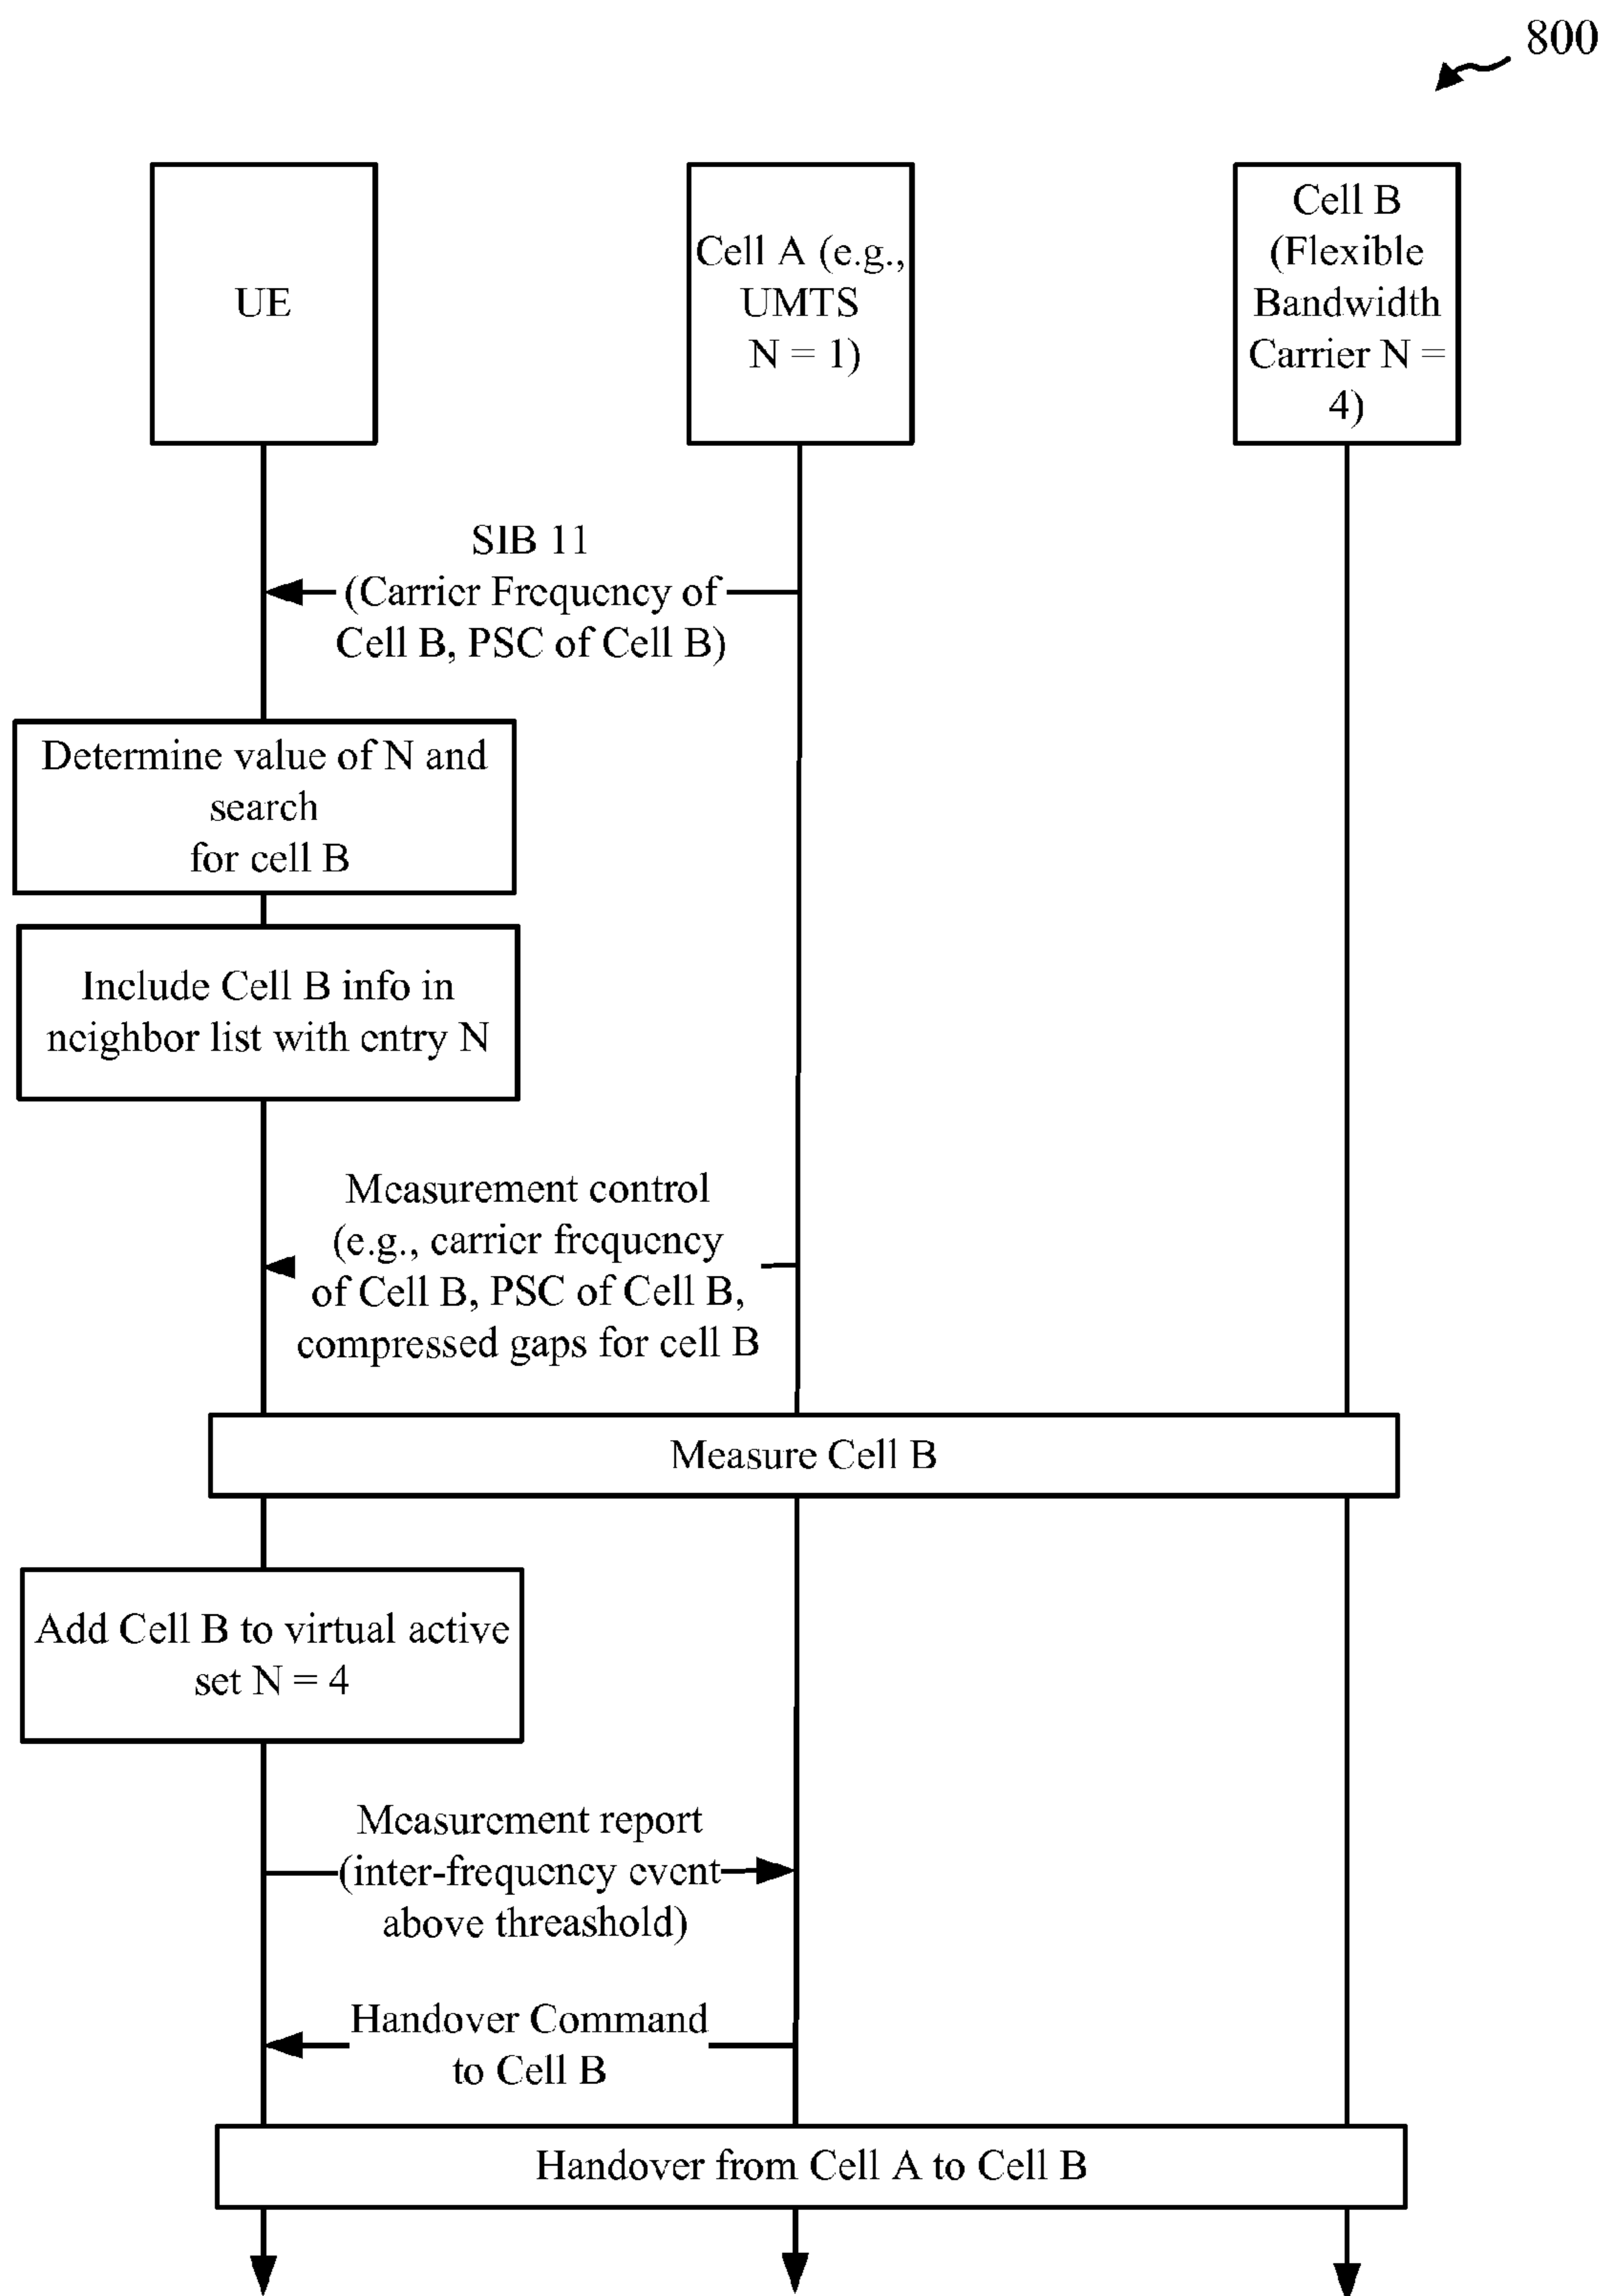 800
UE
Cell A (e.g.,
UMTS
N = 1)
Cell B
(Flexible
Bandwidth
Carrier N =
4)
SIB 11
(Carrier Frequency of
Cell B, PSC of Cell B)
Determine value of N and
search
for cell B
Include Cell B info in
neighbor list with entry N
Measurement control
(e.g., carrier frequency
of Cell B, PSC of Cell B,
compressed gaps for cell B
Measure Cell B
Add Cell B to virtual active
set N = 4
Measurement report
(inter-frequency event
above threashold)
Handover Command
to Cell B
Handover from Cell A to Cell B